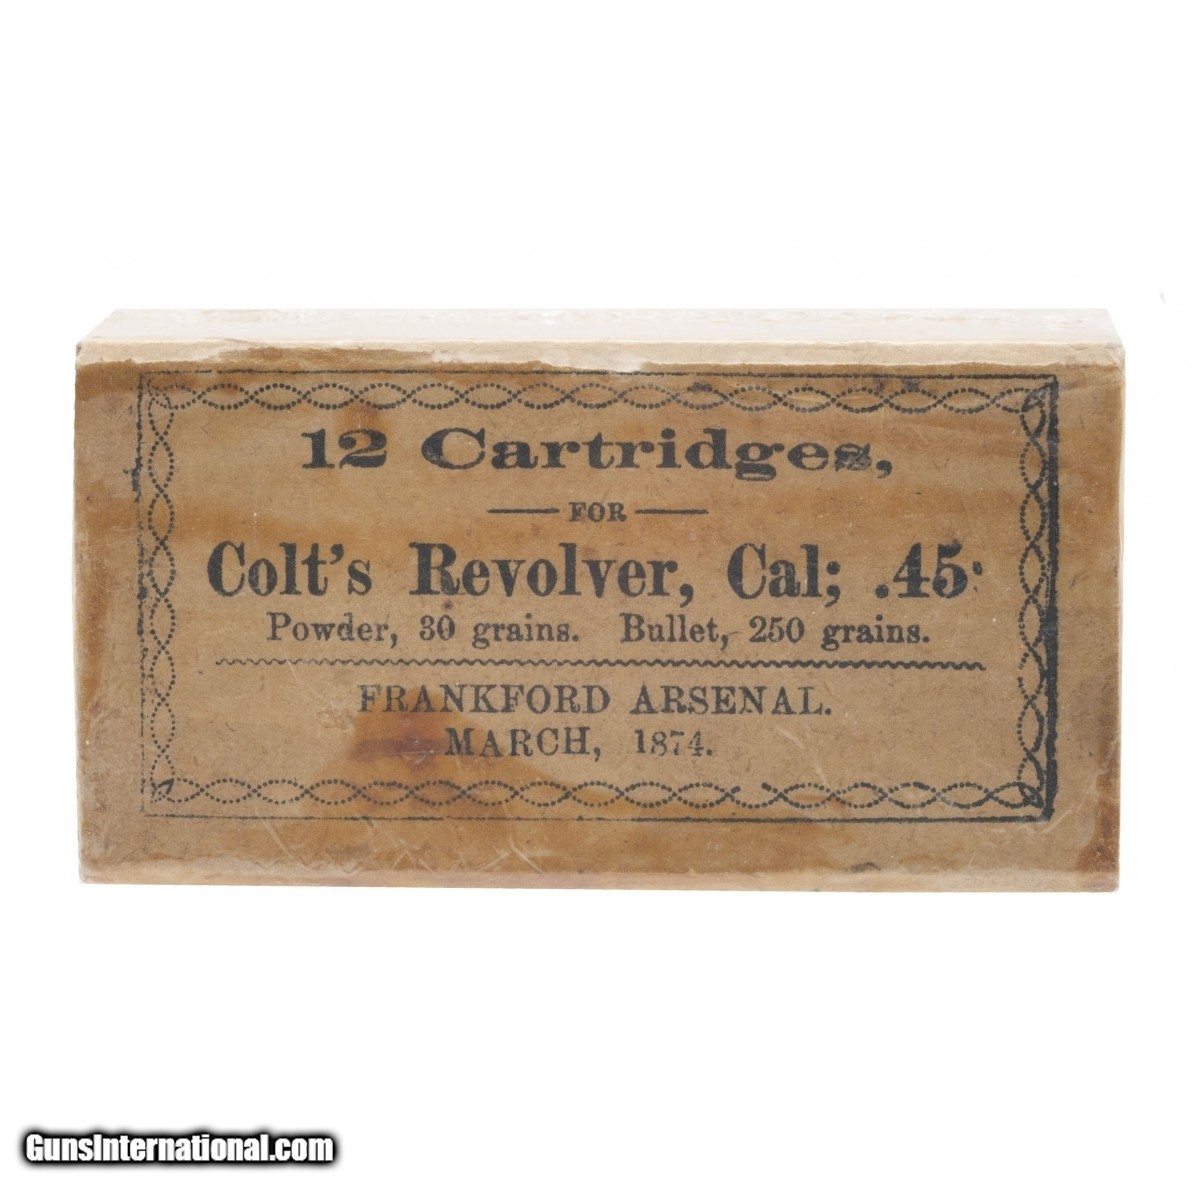 12 Cartridges,
— FOR —
Colt's Revolver, Cal; .45.
Powder, 30 grains. Bullet, 250 grains.
FRANKFORD ARSENAL.
MARCH, 1874.
GunsInternational.com